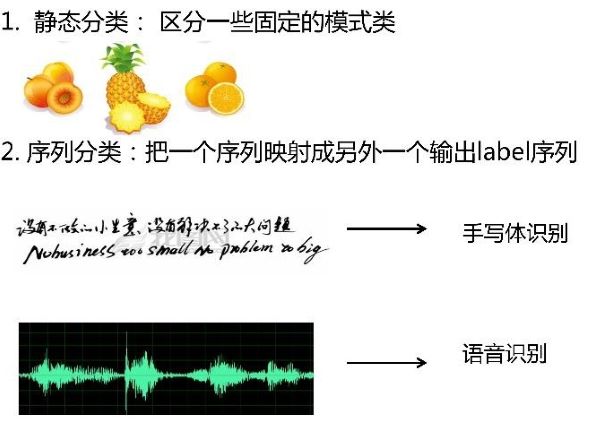 1. 静态分类： 区分一些固定的模式类
2. 序列分类：把一个序列映射成另外一个输出label序列
没有不放心小生意、没有解决不了的大问题
手写体识别
No business too small No problem too big
语音识别